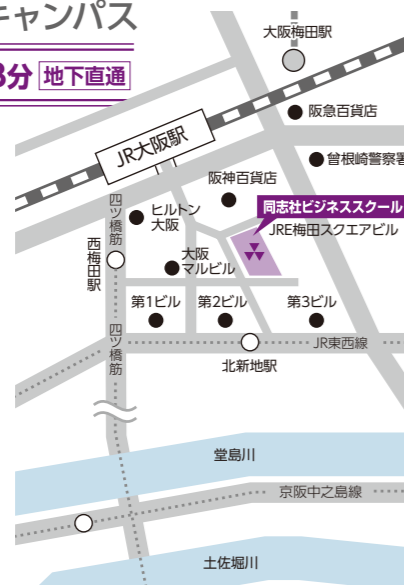 キャンパス
3分 地下直通
大阪梅田駅
阪急百貨店
JR大阪駅
曾根崎警察署
阪神百貨店
四ツ橋筋
ヒルトン
大阪
同志社ビジネススクール
JRE梅田スクエアビル
西梅田駅
大阪
マルビル
第1ビル
第2ビル
第3ビル
四ツ橋筋
JR東西線
北新地駅
堂島川
京阪中之島線
土佐堀川